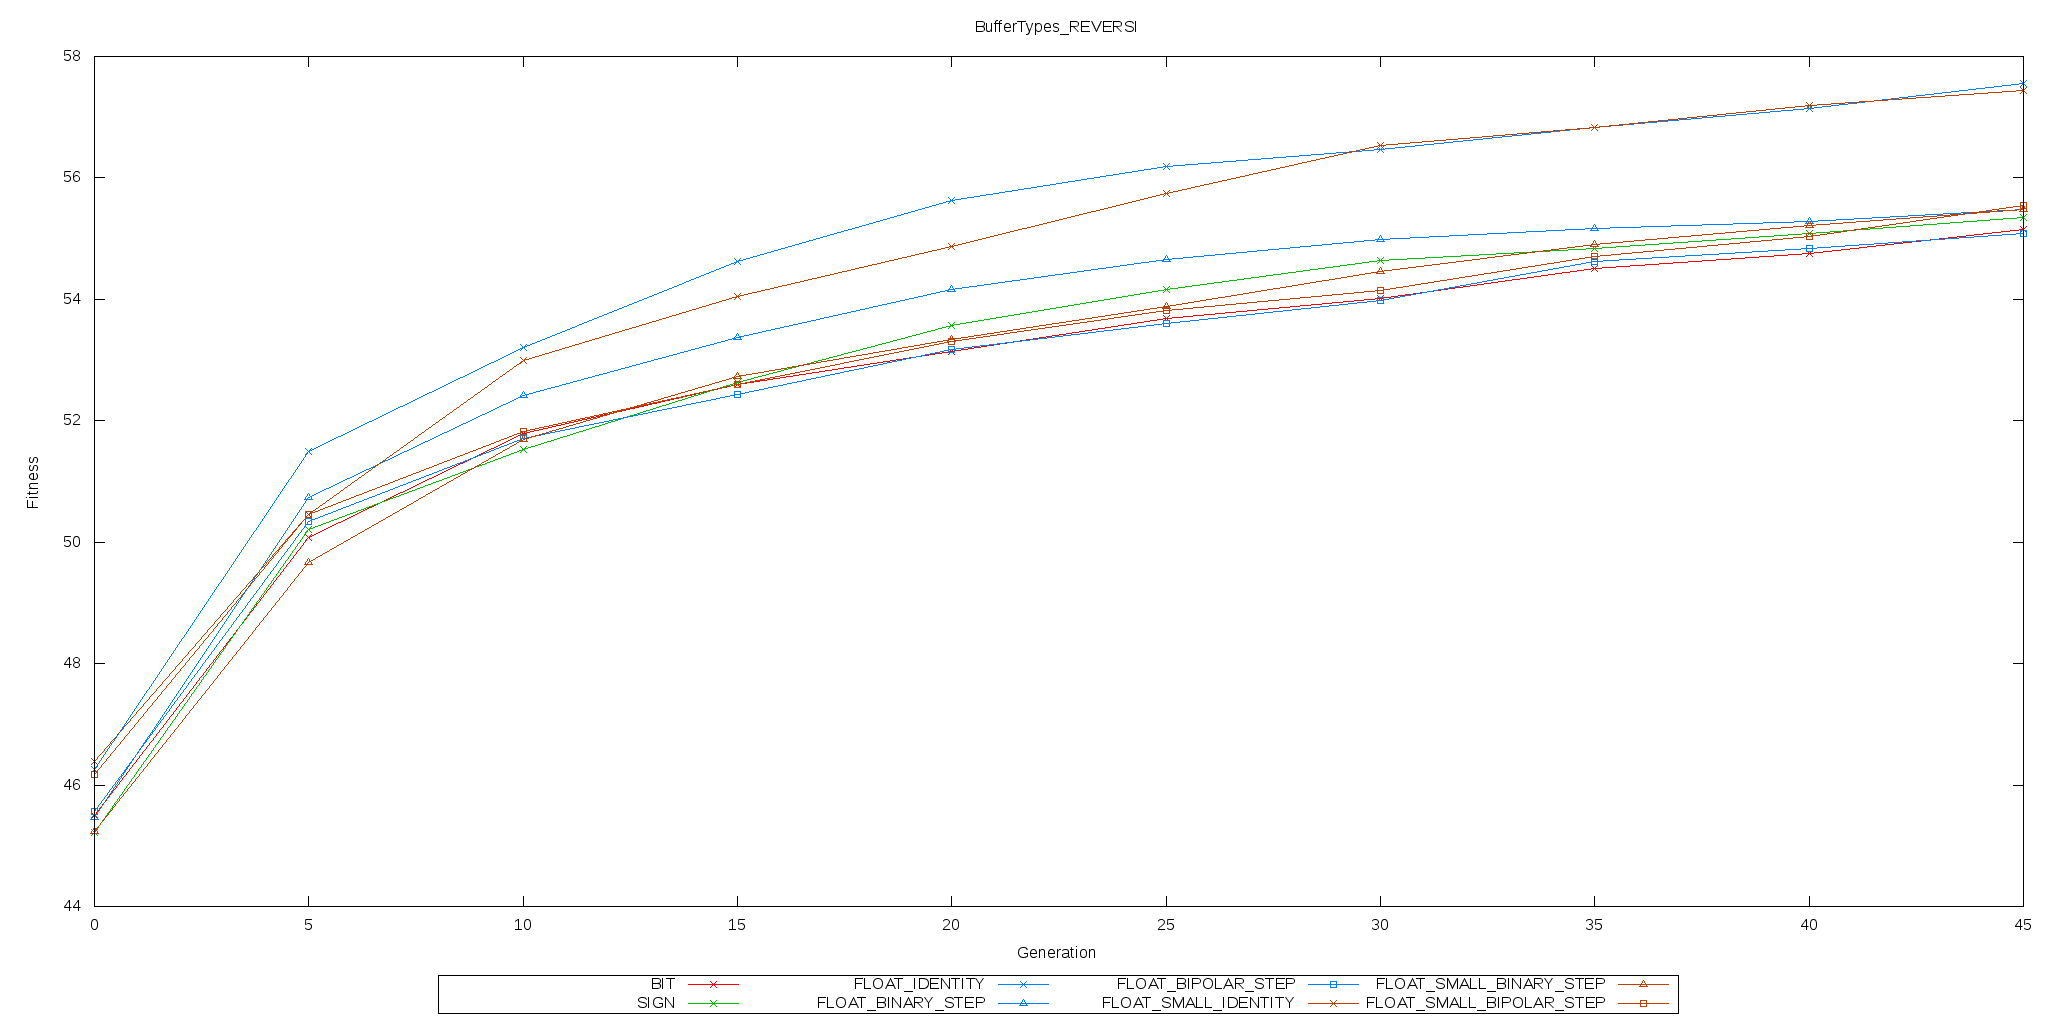 BufferTypes_REVERSI
58
56
54
52
50
48
46
44
Fitness
0 5 10 15 20 25 30 35 40 45
Generation
BIT FLOAT_IDENTITY FLOAT_BIPOLAR_STEP FLOAT_SMALL_BINARY_STEP
SIGN FLOAT_BINARY_STEP FLOAT_SMALL_IDENTITY FLOAT_SMALL_BIPOLAR_STEP